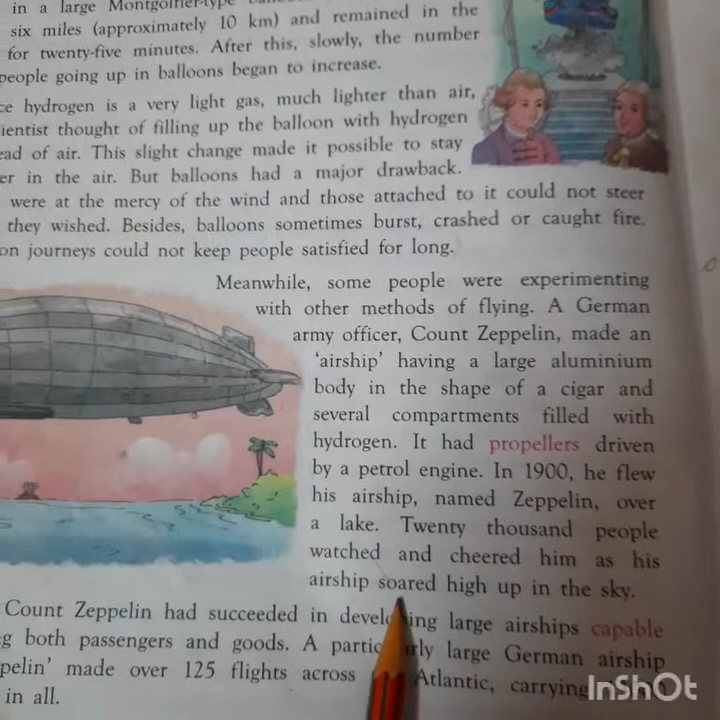 in a large Montgolfier-type
six miles (approximately 10 km) and remained in the
for twenty-five minutes. After this, slowly, the number
people going up in balloons began to increase.
ce hydrogen is a very light gas, much lighter than air,
ientist thought of filling up the balloon with hydrogen
ead of air. This slight change made it possible to stay
er in the air. But balloons had a major drawback.
were at the mercy of the wind and those attached to it could not steer
they wished. Besides, balloons sometimes burst, crashed or caught fire.
on journeys could not keep people satisfied for long.
Meanwhile, some people were experimenting
with other methods of flying. A German
army officer, Count Zeppelin, made an
'airship' having a large aluminium
body in the shape of a cigar and
several compartments filled with
hydrogen. It had propellers driven
by a petrol engine. In 1900, he flew
his airship, named Zeppelin, over
a lake. Twenty thousand people
watched and cheered him as his
airship soared high up in the sky.
Count Zeppelin had succeeded in developing large airships capable
g both passengers and goods. A large German airship
pelin' made over 125 flights across Atlantic, carrying
in all.
InShOt